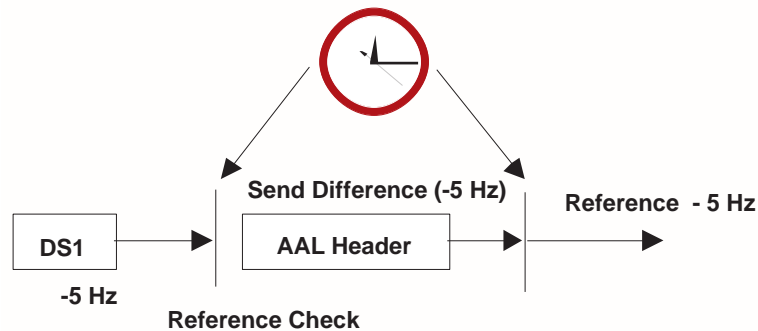 Send Difference (-5 Hz)
Reference - 5 Hz
DS1
AAL Header
-5 Hz
Reference Check